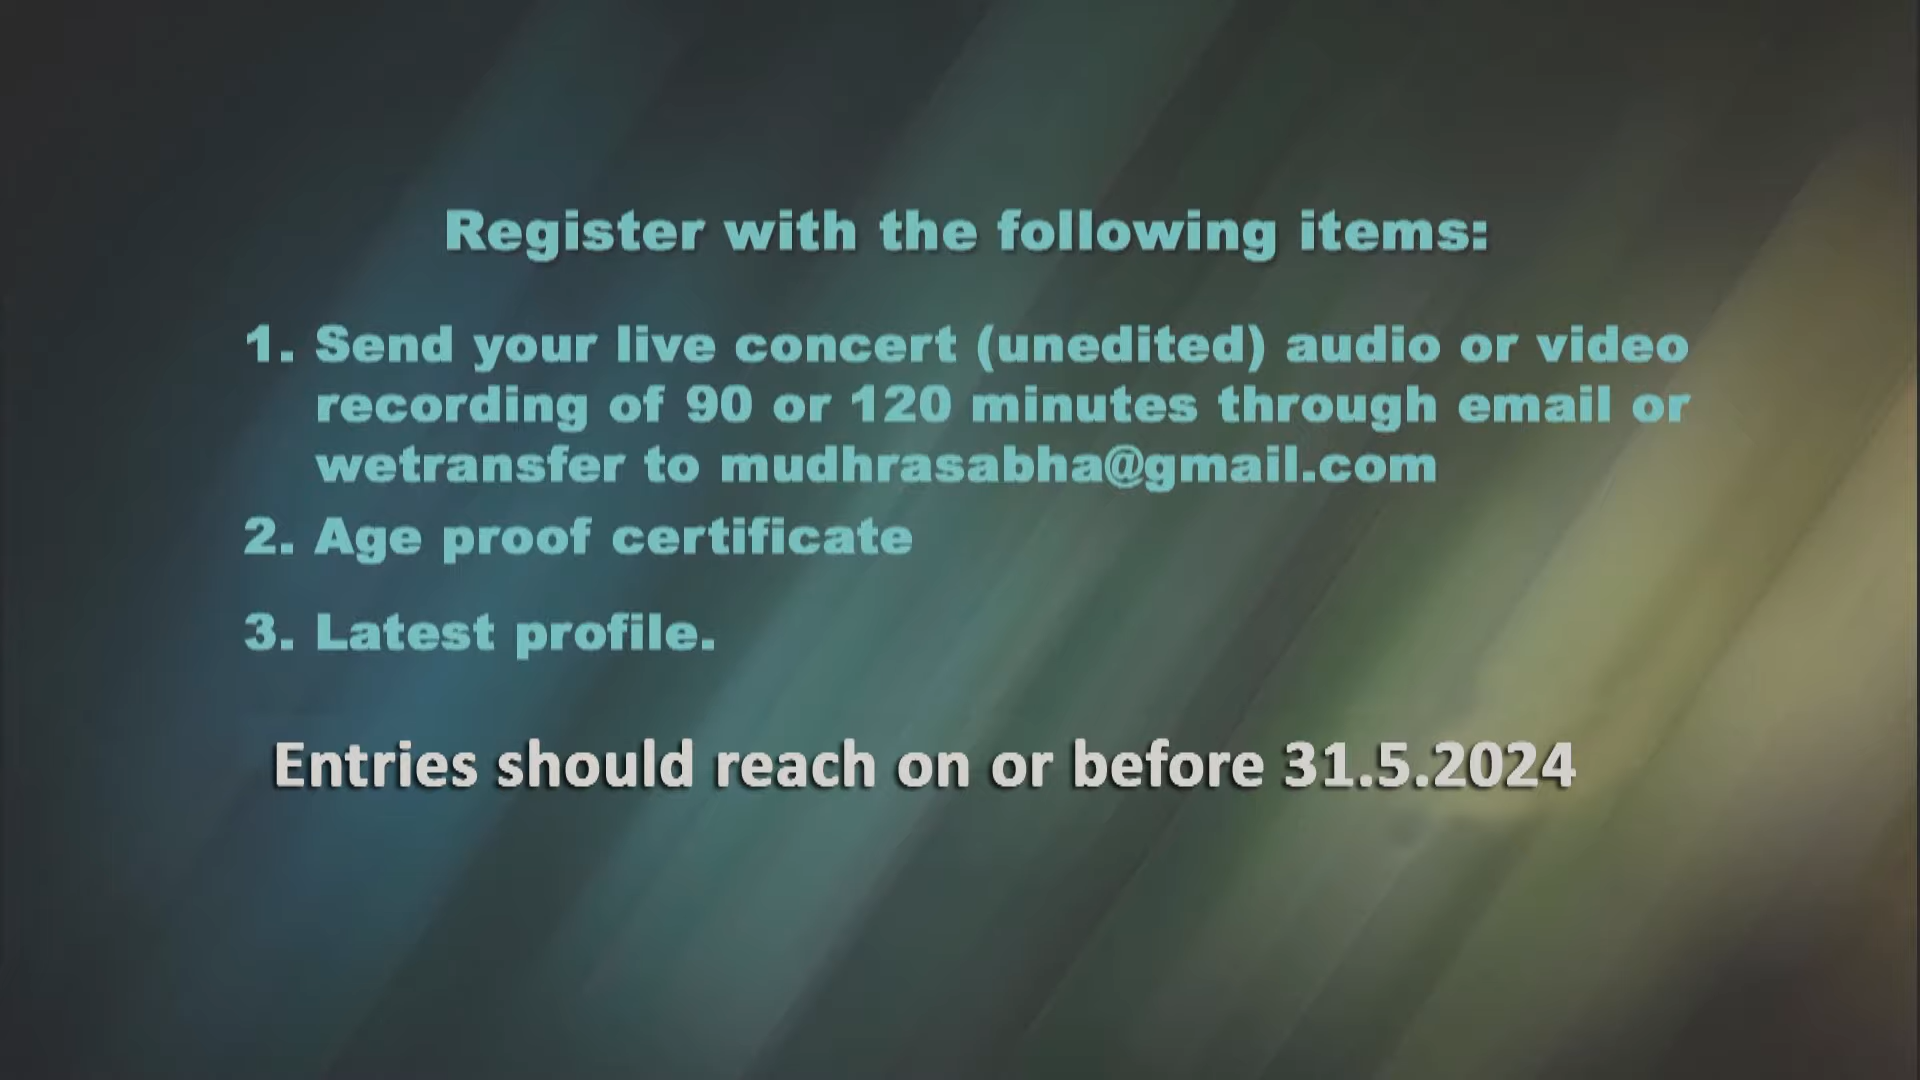 Register with the following items:
1. Send your live concert (unedited) audio or video
recording of 90 or 120 minutes through email or
wetransfer to mudhrasabha@gmail.com
2. Age proof certificate
3. Latest profile.
Entries should reach on or before 31.5.2024